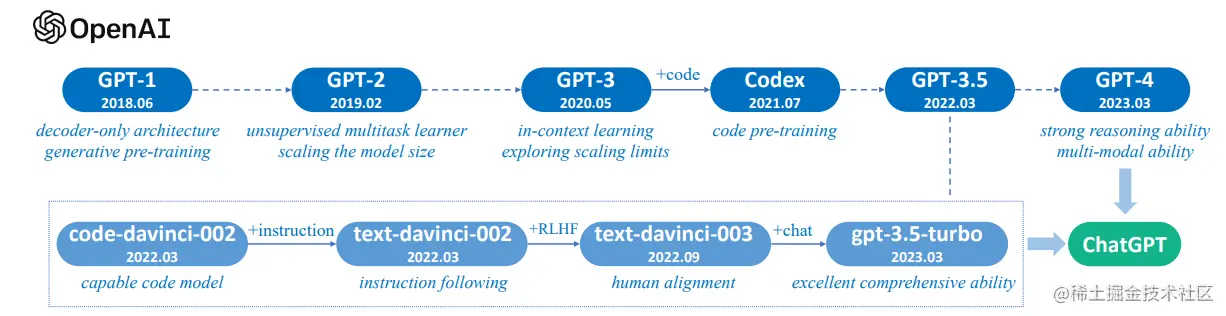 OpenAI
GPT-1
2018.06
decoder-only architecture
generative pre-training
GPT-2
2019.02
unsupervised multitask learner
scaling the model size
GPT-3
2020.05
in-context learning
exploring scaling limits
+code
Codex
2021.07
code pre-training
GPT-3.5
2022.03
GPT-4
2023.03
strong reasoning ability
multi-modal ability
code-davinci-002
2022.03
capable code model
+instruction
text-davinci-002
2022.03
instruction following
+RLHF
text-davinci-003
2022.09
human alignment
+chat
gpt-3.5-turbo
2023.03
excellent comprehensive ability
ChatGPT
@稀土掘金技术社区